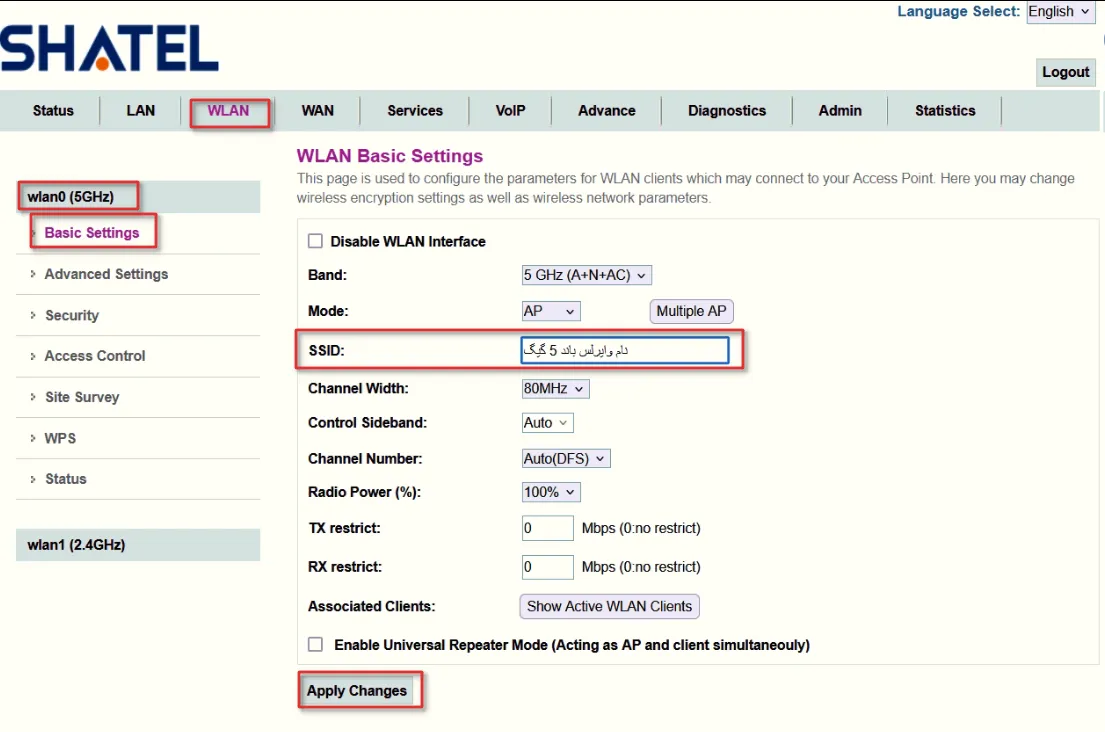 Language Select: English
SHATEL
Logout
Status LAN WLAN WAN Services VoIP Advance Diagnostics Admin Statistics
WLAN Basic Settings
This page is used to configure the parameters for WLAN clients which may connect to your Access Point. Here you may change
wireless encryption settings as well as wireless network parameters.
wlan0 (5GHz)
Basic Settings
Advanced Settings
Security
Access Control
Site Survey
WPS
Status
wlan1 (2.4GHz)
Disable WLAN Interface
Band: 5 GHz (A+N+AC)
Mode: AP Multiple AP
SSID: نام وایرلس باند 5 گیگ
Channel Width: 80MHz
Control Sideband: Auto
Channel Number: Auto(DFS)
Radio Power (%): 100%
TX restrict: 0 Mbps (0:no restrict)
RX restrict: 0 Mbps (0:no restrict)
Associated Clients: Show Active WLAN Clients
Enable Universal Repeater Mode (Acting as AP and client simultaneouly)
Apply Changes